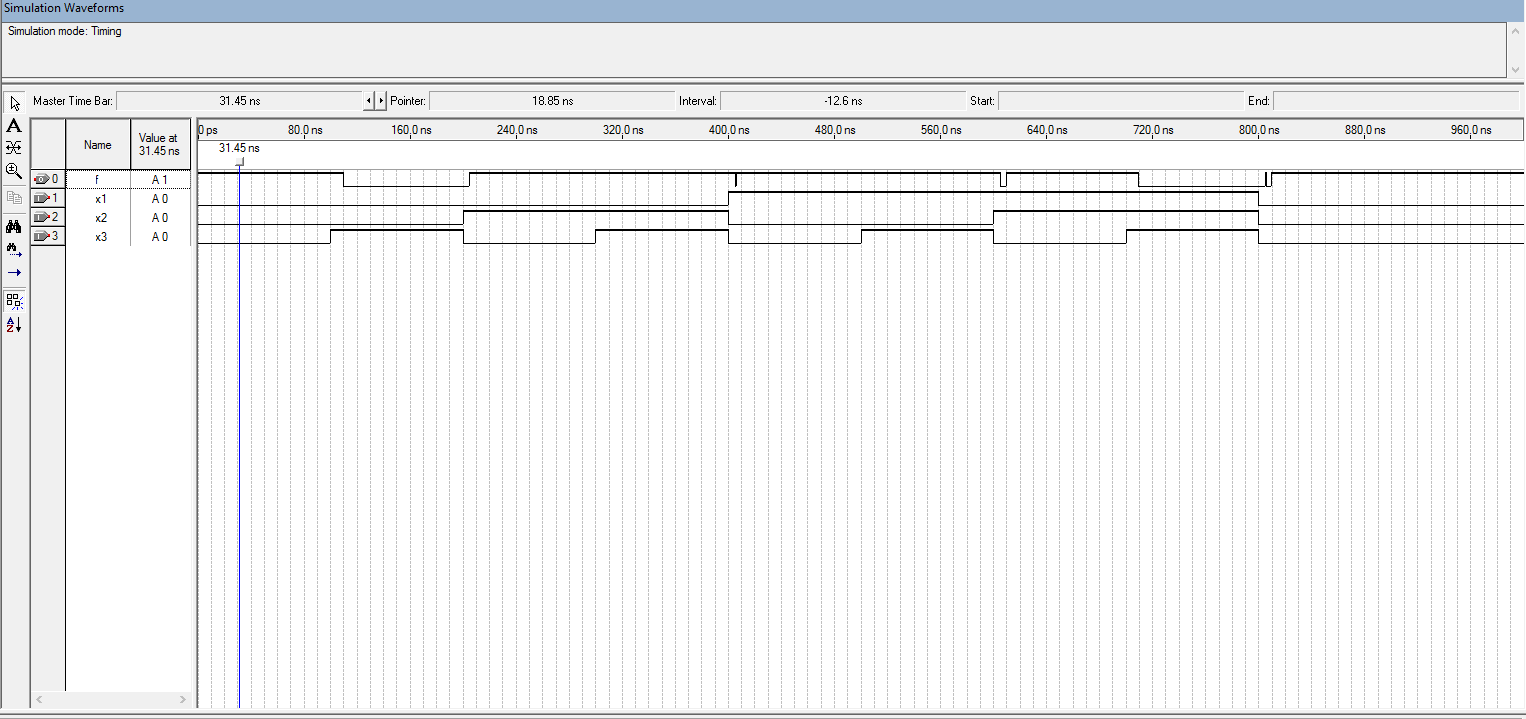 Simulation Waveforms
Simulation mode: Timing
Master Time Bar: 31.45 ns Pointer: 18.85 ns Interval: -12.6 ns Start: End:
Name
Value at
31.45 ns
0 ps 80.0 ns 160.0 ns 240.0 ns 320.0 ns 400.0 ns 480.0 ns 560.0 ns 640.0 ns 720.0 ns 800.0 ns 880.0 ns 960.0 ns
31.45 ns
0 f A 1
1 x1 A 0
2 x2 A 0
3 x3 A 0